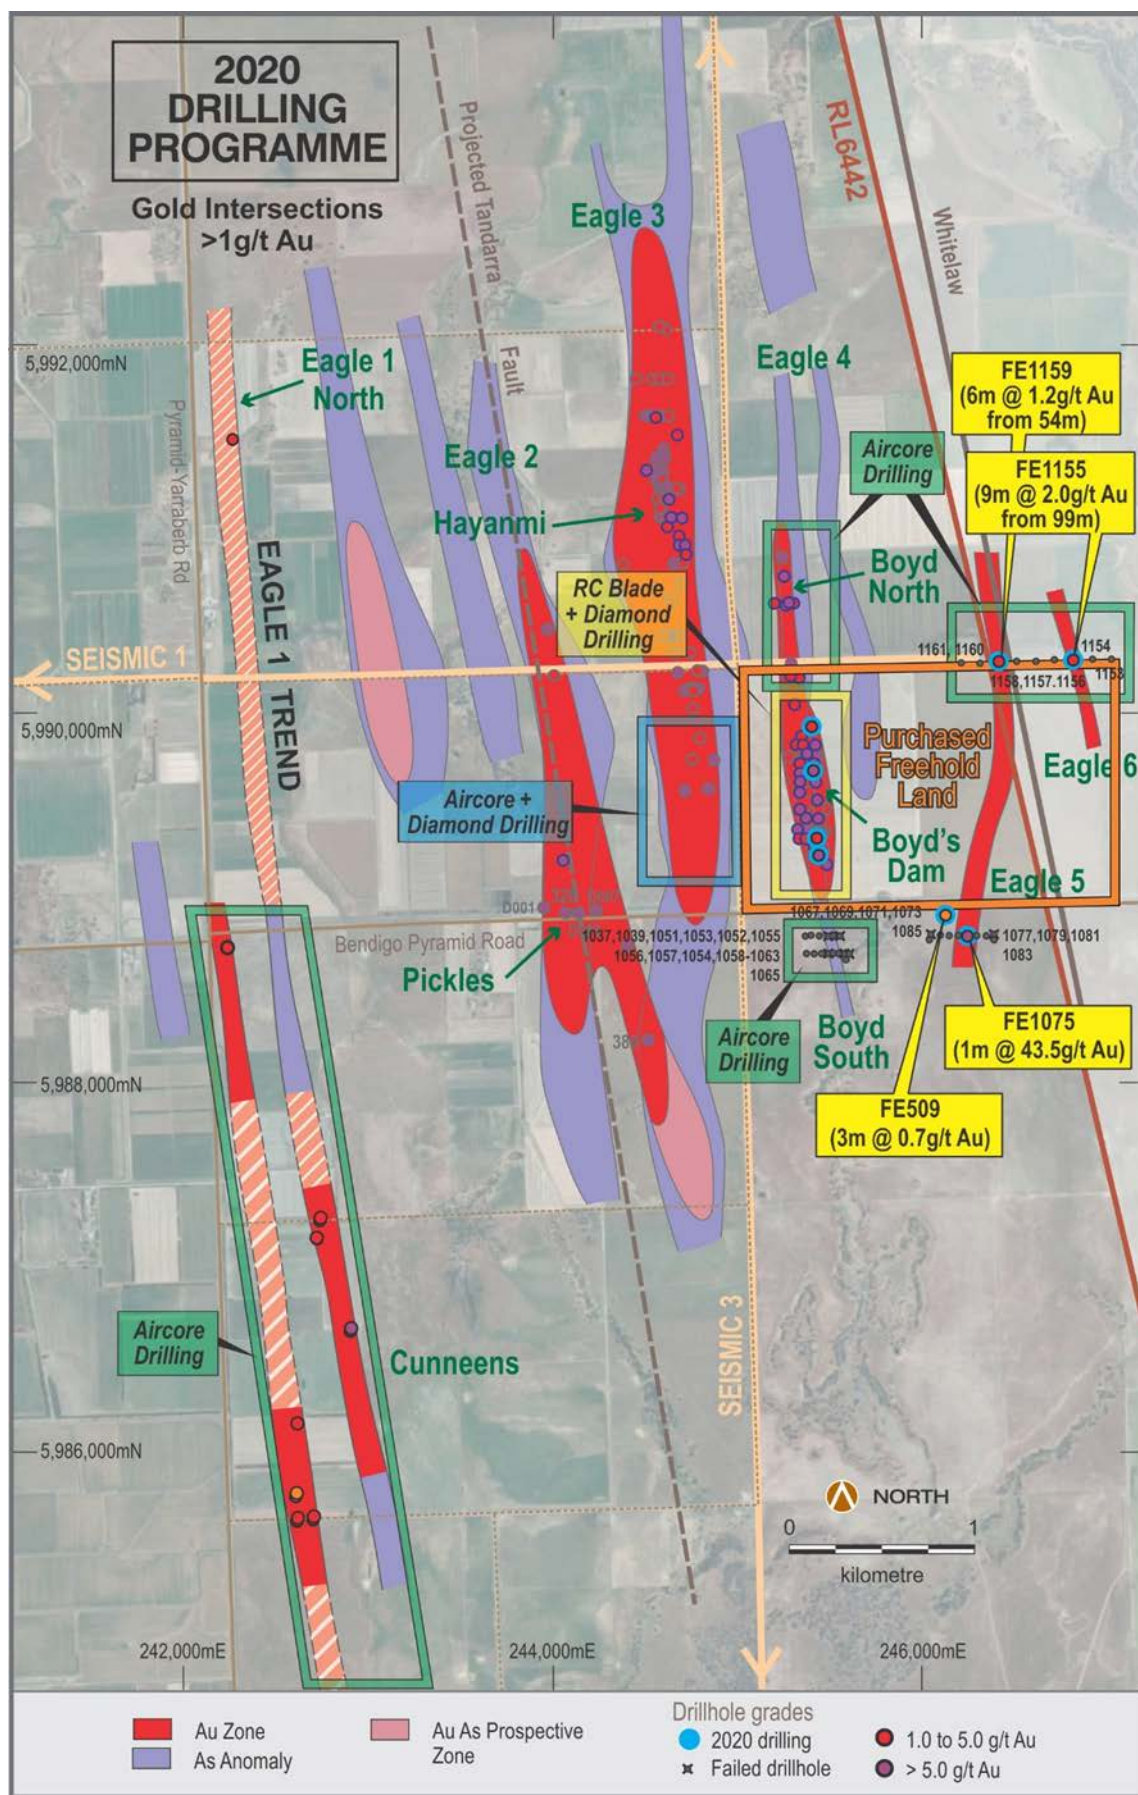 2020
DRILLING
PROGRAMME
Gold Intersections
>1g/t Au
Projected Tandarra
Fault
Eagle 3
RL6442
Whitelaw
5,992,000mN
Eagle 1
North
Pyramid-Yarraberb Rd
Eagle 2
Hayanmi
Eagle 4
Aircore
Drilling
FE1159
(6m @ 1.2g/t Au
from 54m)
FE1155
(9m @ 2.0g/t Au
from 99m)
EAGLE 1 TREND
RC Blade
+ Diamond
Drilling
Boyd
North
SEISMIC 1
1161, 1160
1154
1158,1157.1156
1153
5,990,000mN
Purchased
Freehold
Land
Eagle 6
Aircore +
Diamond Drilling
Boyd's
Dam
Eagle 5
D001
Bendigo Pyramid Road
Pickles
1067,1069,1071,1073
1085
1037,1039,1051,1053,1052,1055
1056,1057,1054,1058-1063
1065
1077,1079,1081
1083
Aircore
Drilling
Boyd
South
FE1075
(1m @ 43.5g/t Au)
5,988,000mN
FE509
(3m @ 0.7g/t Au)
Aircore
Drilling
Cunneens
SEISMIC 3
5,986,000mN
NORTH
0 1
kilometre
242,000mE
244,000mE
246,000mE
Au Zone
As Anomaly
Au As Prospective
Zone
Drillhole grades
2020 drilling
Failed drillhole
1.0 to 5.0 g/t Au
> 5.0 g/t Au